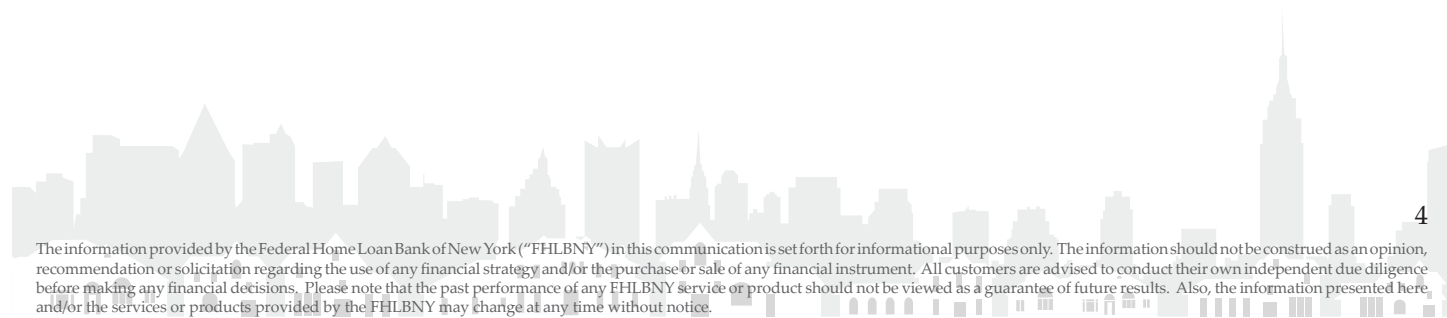 4
The information provided by the Federal Home Loan Bank of New York (“FHLBNY”) in this communication is set forth for informational purposes only. The information should not be construed as an opinion,
recommendation or solicitation regarding the use of any financial strategy and/or the purchase or sale of any financial instrument. All customers are advised to conduct their own independent due diligence
before making any financial decisions. Please note that the past performance of any FHLBNY service or product should not be viewed as a guarantee of future results. Also, the information presented here
and/or the services or products provided by the FHLBNY may change at any time without notice.